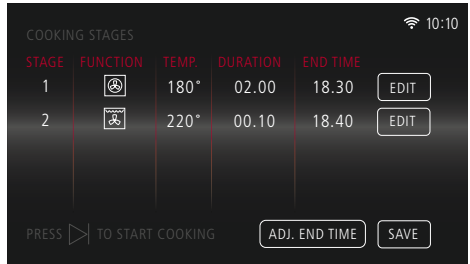 10:10
COOKING STAGES
STAGE FUNCTION TEMP. DURATION END TIME
1 180° 02.00 18.30 EDIT
2 220° 00.10 18.40 EDIT
PRESS TO START COOKING ADJ. END TIME SAVE